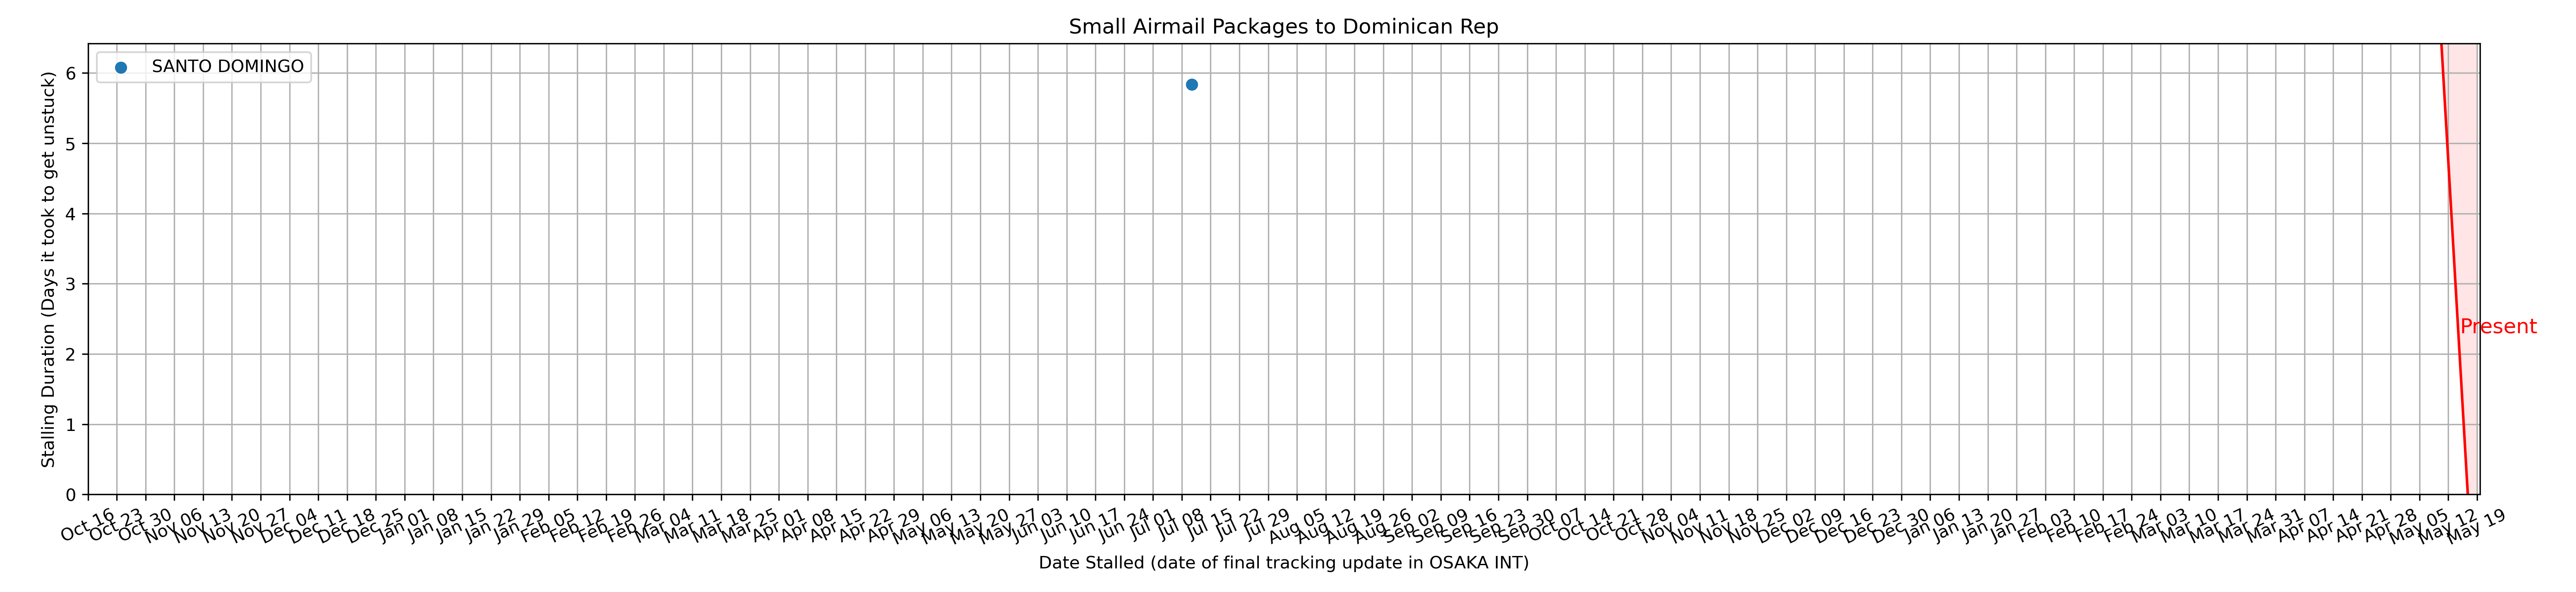 Small Airmail Packages to Dominican Rep
SANTO DOMINGO
Stalling Duration (Days it took to get unstuck)
6
5
4
3
2
1
0
Present
Oct 16 Oct 23 Oct 30 Nov 06 Nov 13 Nov 20 Nov 27 Dec 04 Dec 11 Dec 18 Dec 25 Jan 01 Jan 08 Jan 15 Jan 22 Jan 29 Feb 05 Feb 12 Feb 19 Feb 26 Mar 04 Mar 11 Mar 18 Mar 25 Apr 01 Apr 08 Apr 15 Apr 22 Apr 29 May 06 May 13 May 20 May 27 Jun 03 Jun 10 Jun 17 Jun 24 Jul 01 Jul 08 Jul 15 Jul 22 Jul 29 Aug 05 Aug 12 Aug 19 Aug 26 Sep 02 Sep 09 Sep 16 Sep 23 Sep 30 Oct 07 Oct 14 Oct 21 Oct 28 Nov 04 Nov 11 Nov 18 Nov 25 Dec 02 Dec 09 Dec 16 Dec 23 Dec 30 Jan 06 Jan 13 Jan 20 Jan 27 Feb 03 Feb 10 Feb 17 Feb 24 Mar 03 Mar 10 Mar 17 Mar 24 Mar 31 Apr 07 Apr 14 Apr 21 Apr 28 May 05 May 12 May 19
Date Stalled (date of final tracking update in OSAKA INT)